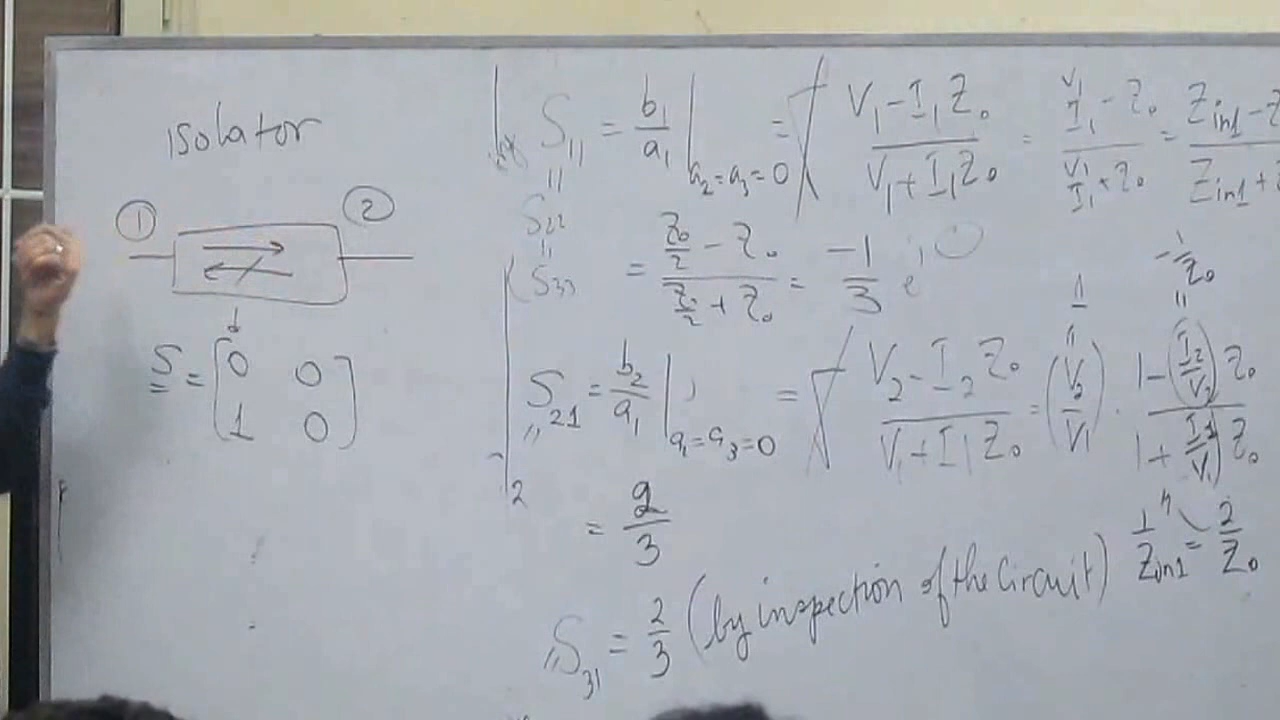 isolator
① ②
S = [0 0
1 0]
S₁₁ = b₁/a₁ |a₂=a₃=0 = (V₁-I₁Z₀)/(V₁+I₁Z₀) = (V₁/I₁ - Z₀)/(V₁/I₁ + Z₀) = (Zin1 - Z)/(Zin1 +
" S₂₂ " S₃₃ = (Z₀/2 - Z₀)/(Z₀/2 + Z₀) = -1/3 e^j
S₂₁ = b₂/a₁ |a₁=a₃=0 = (V₂-I₂Z₀)/(V₁+I₁Z₀) = (V₂/V₁) · (1-(I₂/V₂)Z₀)/(1+(I₁/V₁)Z₀)
" 1
" -1/Z₀
= 2/3
1/Zin1 = 2/Z₀
S₃₁ = 2/3 (by inspection of the circuit)